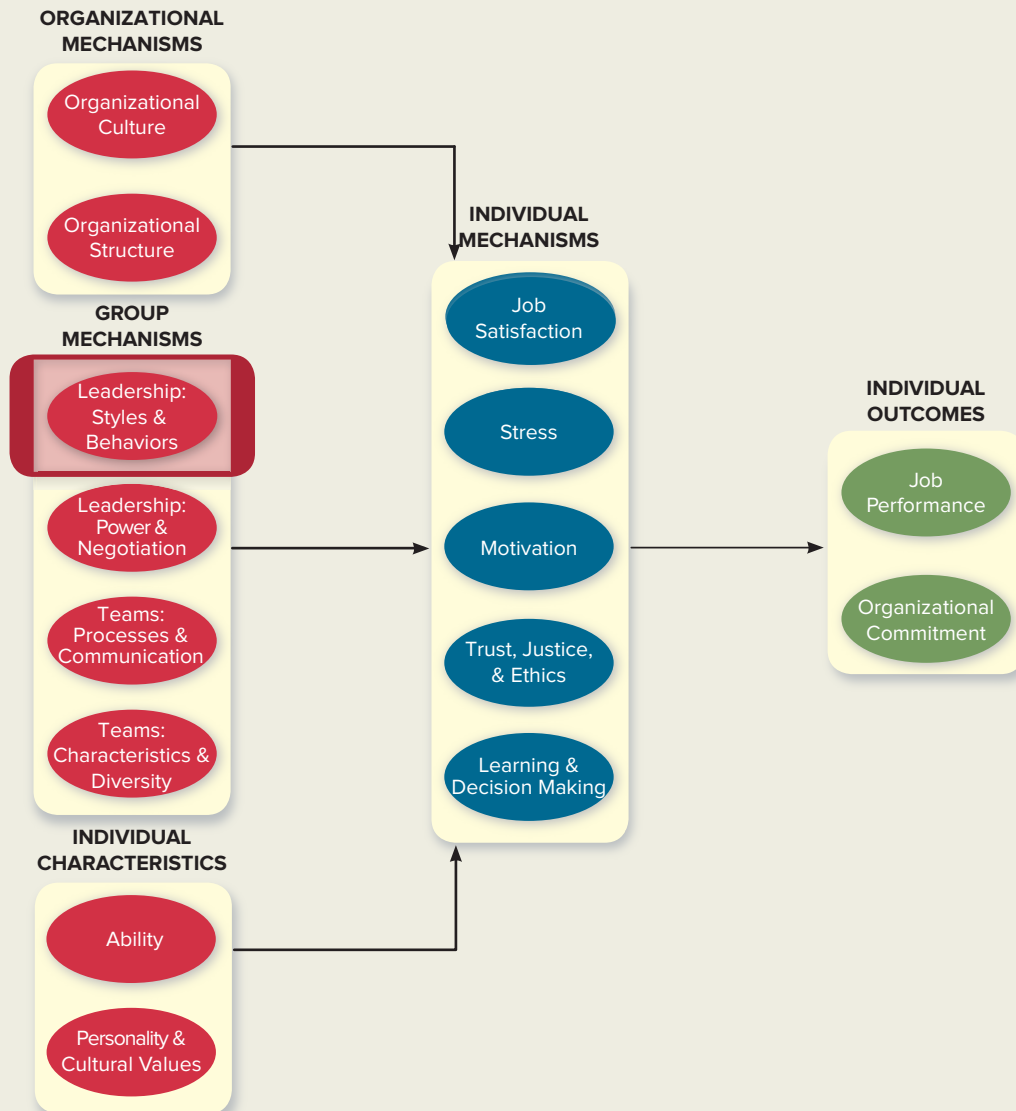 ORGANIZATIONAL
MECHANISMS
Organizational
Culture
Organizational
Structure
GROUP
MECHANISMS
Leadership:
Styles &
Behaviors
Leadership:
Power &
Negotiation
Teams:
Processes &
Communication
Teams:
Characteristics &
Diversity
INDIVIDUAL
CHARACTERISTICS
Ability
Personality &
Cultural Values
INDIVIDUAL
MECHANISMS
Job
Satisfaction
Stress
Motivation
Trust, Justice,
& Ethics
Learning &
Decision Making
INDIVIDUAL
OUTCOMES
Job
Performance
Organizational
Commitment